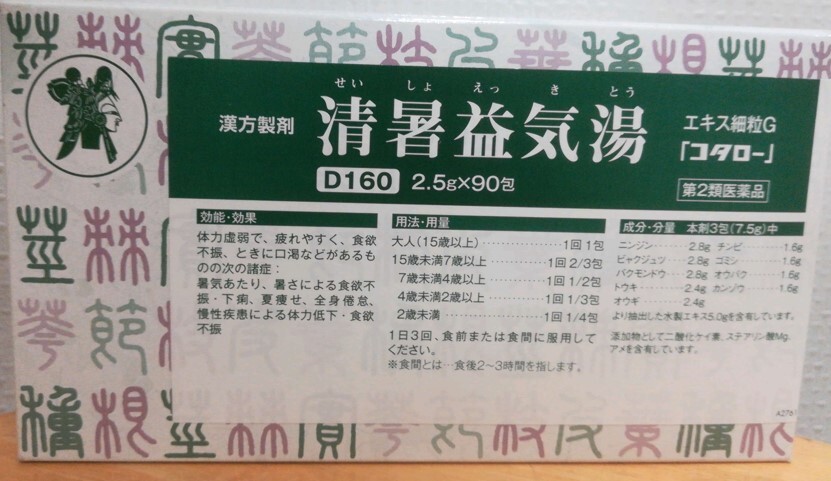 せい しょ えっ き とう
漢方製剤 清暑益気湯 エキス細粒G
「コタロー」
D160 2.5g×90包 第2類医薬品
効能・効果
体力虚弱で、疲れやすく、食欲
不振、ときに口渇などがあるも
のの次の諸症：
暑気あたり、暑さによる食欲不
振・下痢、夏痩せ、全身倦怠、
慢性疾患による体力低下・食欲
不振
用法・用量
大人(15歳以上)…………………1回 1包
15歳未満7歳以上………………1回 2/3包
7歳未満4歳以上………………1回 1/2包
4歳未満2歳以上………………1回 1/3包
2歳未満…………………………1回 1/4包
1日3回、食前または食間に服用して
ください。
※食間とは…食後2～3時間を指します。
成分・分量 本剤3包(7.5g)中
ニンジン……2.8g チンピ……1.6g
ビャクジュツ……2.8g ゴミシ……1.6g
バクモンドウ……2.8g オウバク……1.6g
トウキ……2.4g カンゾウ……1.6g
オウギ……2.4g
より抽出した水製エキス5.0gを含有しています。
添加物として二酸化ケイ素、ステアリン酸Mg、
アメを含有しています。